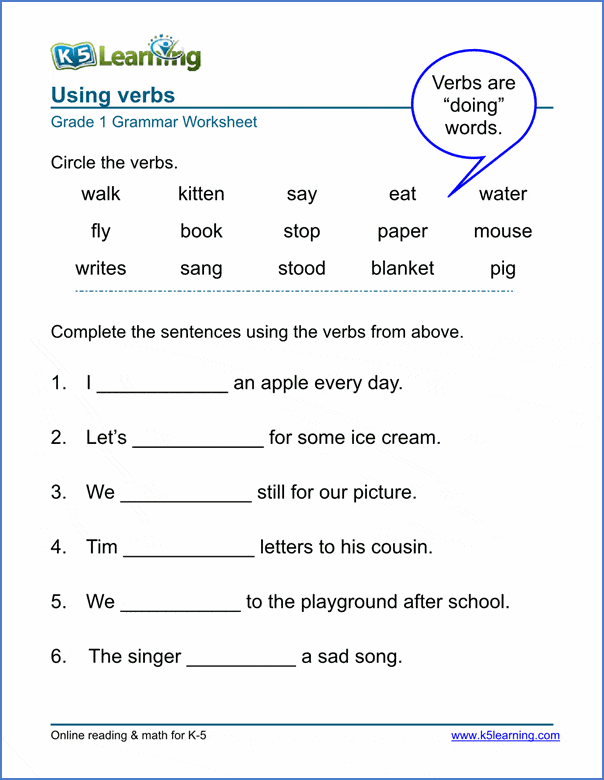 K5 Learning
Using verbs
Grade 1 Grammar Worksheet
Verbs are
“doing”
words.
Circle the verbs.
walk kitten say eat water
fly book stop paper mouse
writes sang stood blanket pig
Complete the sentences using the verbs from above.
1. I ____________ an apple every day.
2. Let’s ____________ for some ice cream.
3. We ____________ still for our picture.
4. Tim ____________ letters to his cousin.
5. We ___________ to the playground after school.
6. The singer __________ a sad song.
Online reading & math for K-5 www.k5learning.com